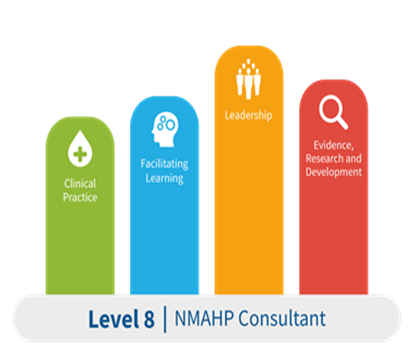 Clinical
Practice
Facilitating
Learning
Leadership
Evidence,
Research and
Development
Level 8 | NMAHP Consultant